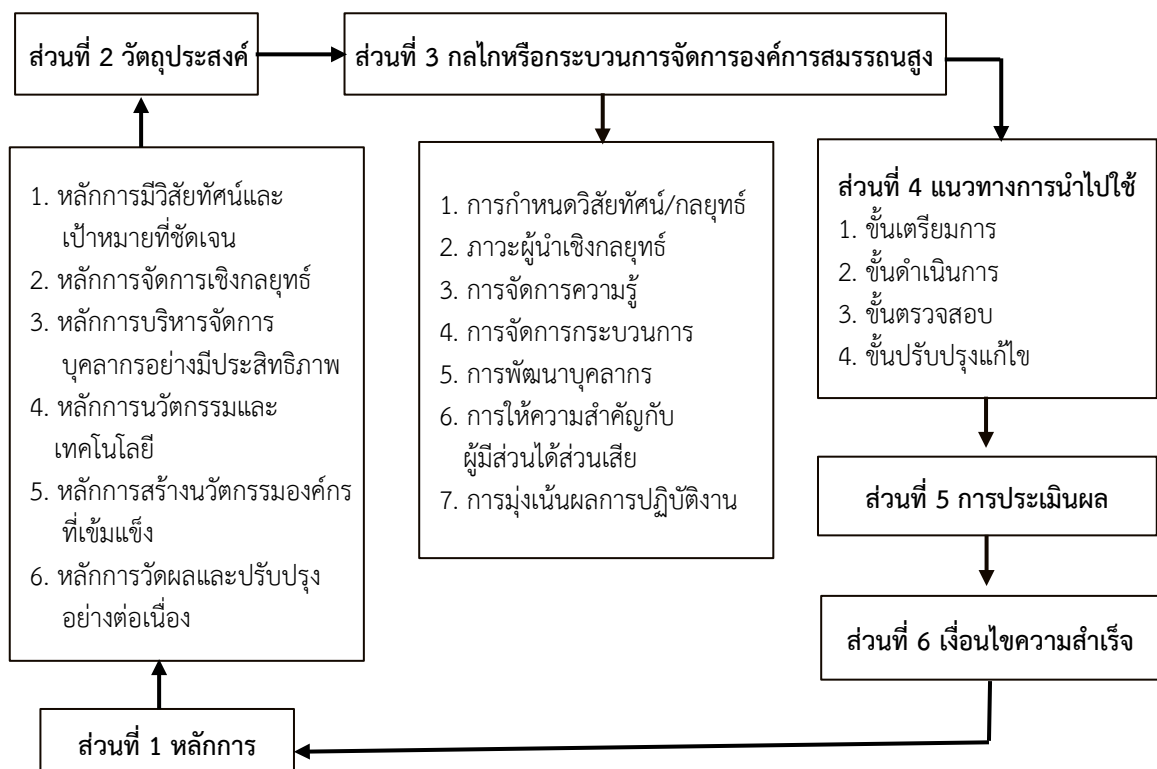 ส่วนที่ 2 วัตถุประสงค์
ส่วนที่ 3 กลไกหรือกระบวนการจัดการองค์การสมรรถนสูง
1. หลักการมีวิสัยทัศน์และ
เป้าหมายที่ชัดเจน
2. หลักการจัดการเชิงกลยุทธ์
3. หลักการบริหารจัดการ
บุคลากรอย่างมีประสิทธิภาพ
4. หลักการนวัตกรรมและ
เทคโนโลยี
5. หลักการสร้างนวัตกรรมองค์กร
ที่เข้มแข็ง
6. หลักการวัดผลและปรับปรุง
อย่างต่อเนื่อง
1. การกำหนดวิสัยทัศน์/กลยุทธ์
2. ภาวะผู้นำเชิงกลยุทธ์
3. การจัดการความรู้
4. การจัดการกระบวนการ
5. การพัฒนาบุคลากร
6. การให้ความสำคัญกับ
ผู้มีส่วนได้ส่วนเสีย
7. การมุ่งเน้นผลการปฏิบัติงาน
ส่วนที่ 4 แนวทางการนำไปใช้
1. ขั้นเตรียมการ
2. ขั้นดำเนินการ
3. ขั้นตรวจสอบ
4. ขั้นปรับปรุงแก้ไข
ส่วนที่ 5 การประเมินผล
ส่วนที่ 6 เงื่อนไขความสำเร็จ
ส่วนที่ 1 หลักการ